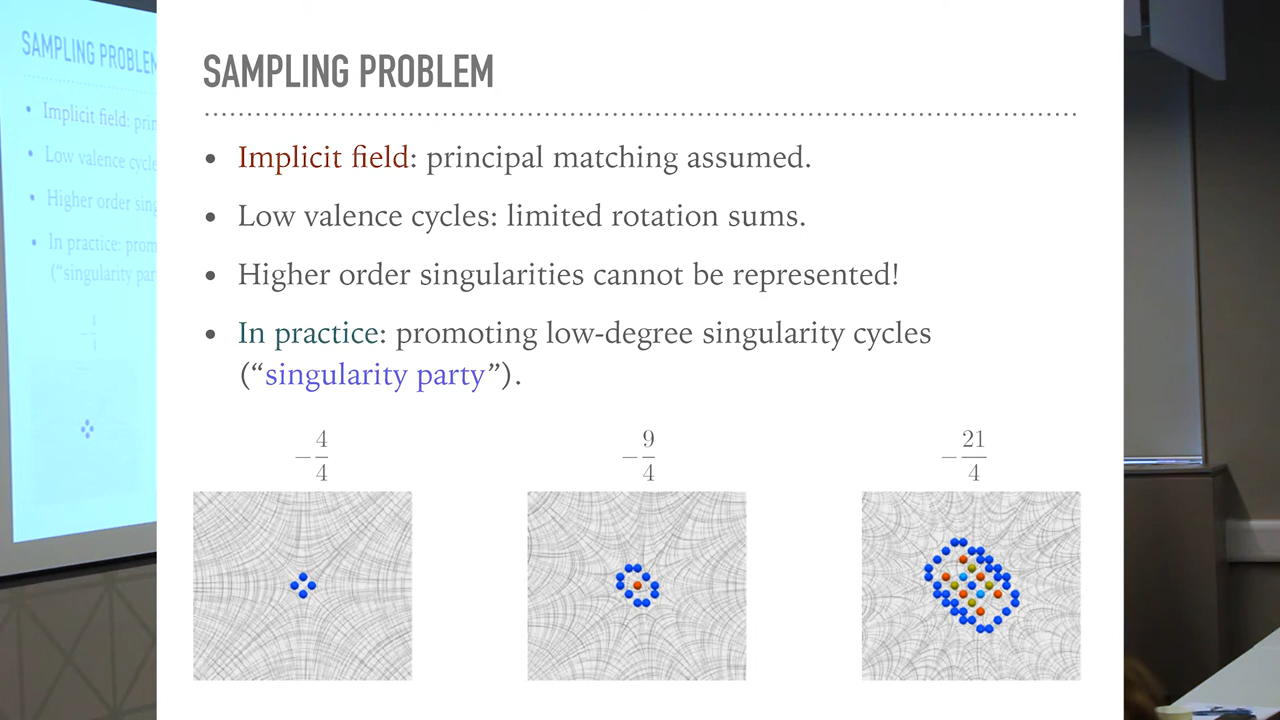 SAMPLING PROBLEM
• Implicit field: principal matching assumed.
• Low valence cycles: limited rotation sums.
• Higher order singularities cannot be represented!
• In practice: promoting low-degree singularity cycles
("singularity party").
−4/4
−9/4
−21/4
SAMPLING PROBLEM
• Implicit field: prin
• Low valence cycle
• Higher order sing
• In practice: prom
("singularity par